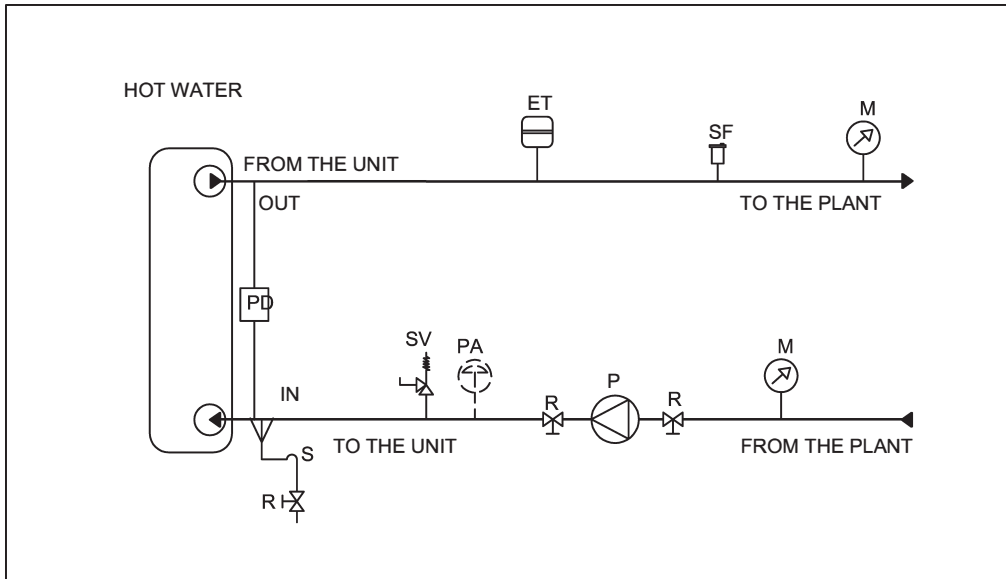 HOT WATER
ET
SF
M
FROM THE UNIT
OUT
TO THE PLANT
PD
SV
PA
P
M
IN
R
R
TO THE UNIT
FROM THE PLANT
S
R